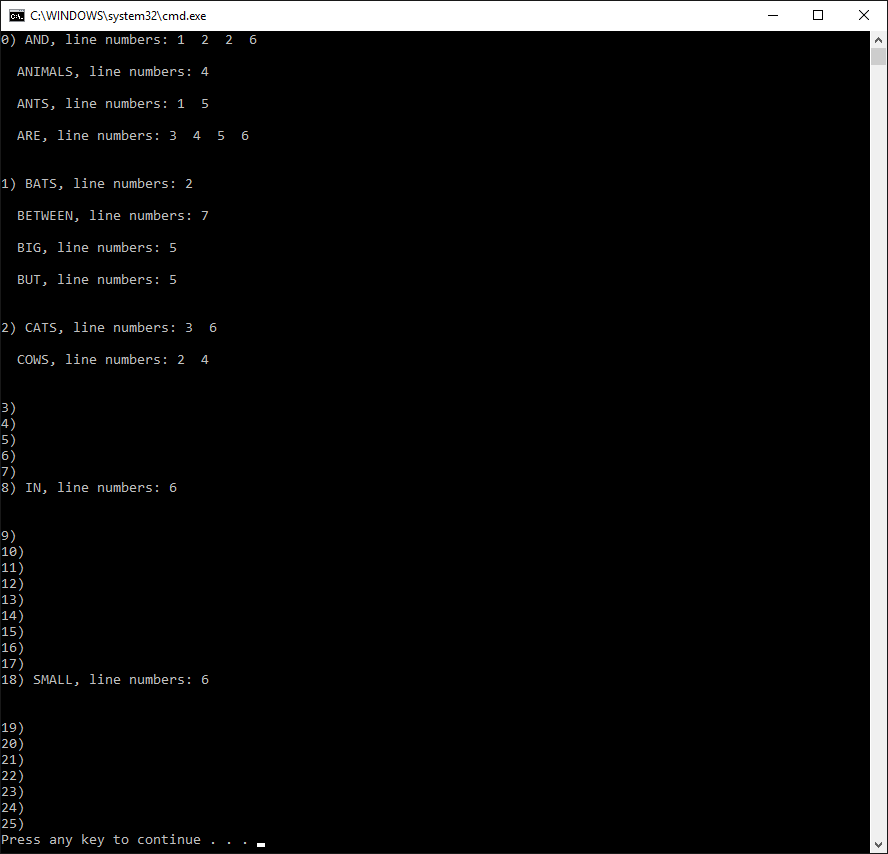 C:\WINDOWS\system32\cmd.exe
0) AND, line numbers: 1  2  2  6
ANIMALS, line numbers: 4
ANTS, line numbers: 1  5
ARE, line numbers: 3  4  5  6
1) BATS, line numbers: 2
BETWEEN, line numbers: 7
BIG, line numbers: 5
BUT, line numbers: 5
2) CATS, line numbers: 3  6
COWS, line numbers: 2  4
3)
4)
5)
6)
7)
8) IN, line numbers: 6
9)
10)
11)
12)
13)
14)
15)
16)
17)
18) SMALL, line numbers: 6
19)
20)
21)
22)
23)
24)
25)
Press any key to continue . . .